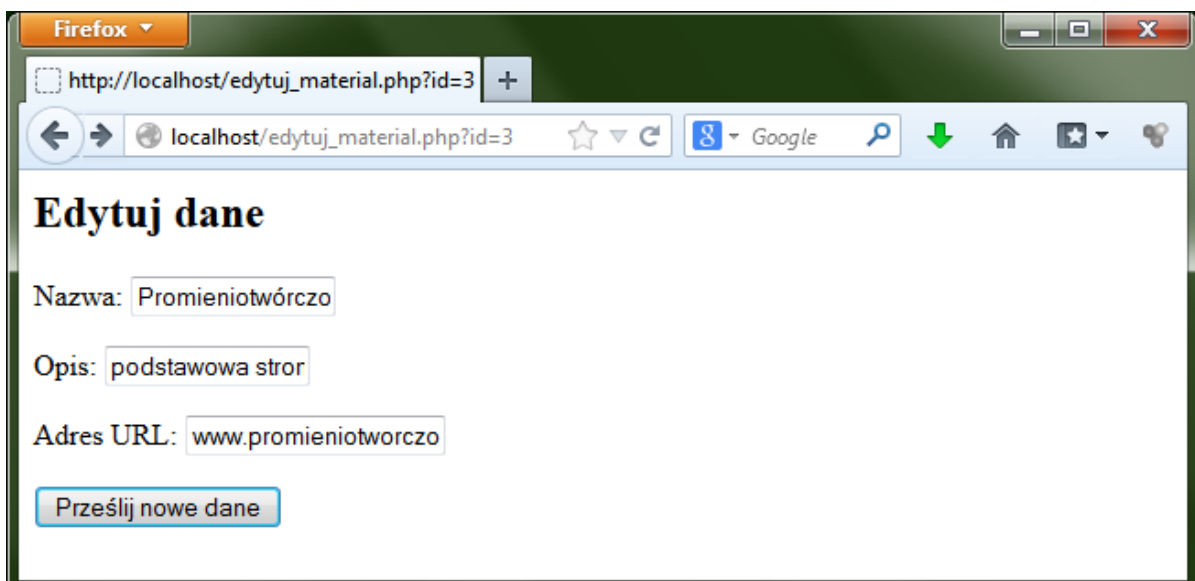 Firefox
http://localhost/edytuj_material.php?id=3
localhost/edytuj_material.php?id=3
8 Google
Edytuj dane
Nazwa: Promieniotwórczo
Opis: podstawowa stror
Adres URL: www.promieniotworczo
Prześlij nowe dane